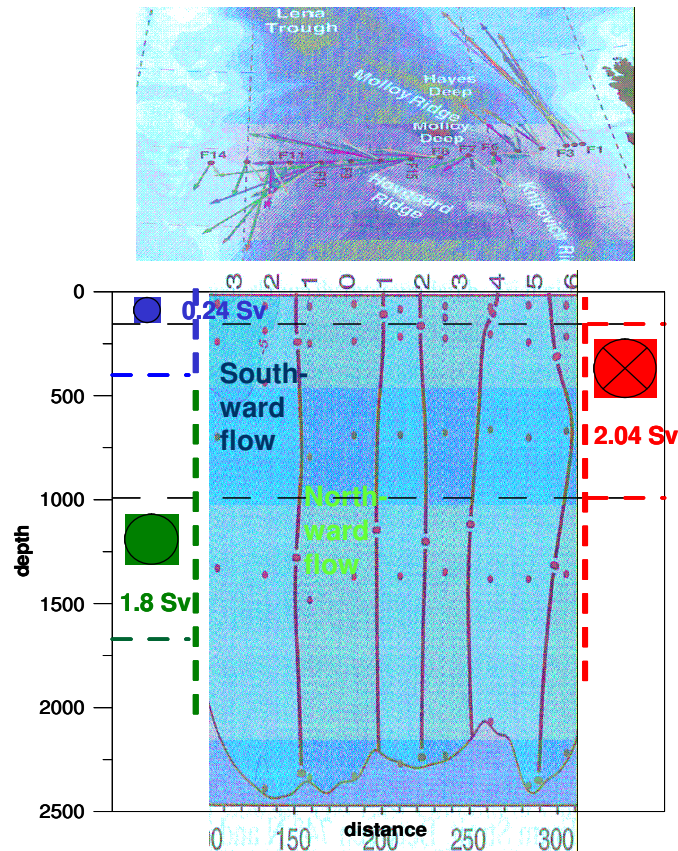 Lena
Trough
Hayes
Deep
Molloy Ridge
Molloy
Deep
F14
F11
F3 F1
Hovgaard
Ridge
3 2 1 0 1 2 3 4 5 6
0
0.24 Sv
South-
ward
flow
500
2.04 Sv
1000
North-
ward
flow
depth
1500
1.8 Sv
2000
2500
distance
150 200 250 300